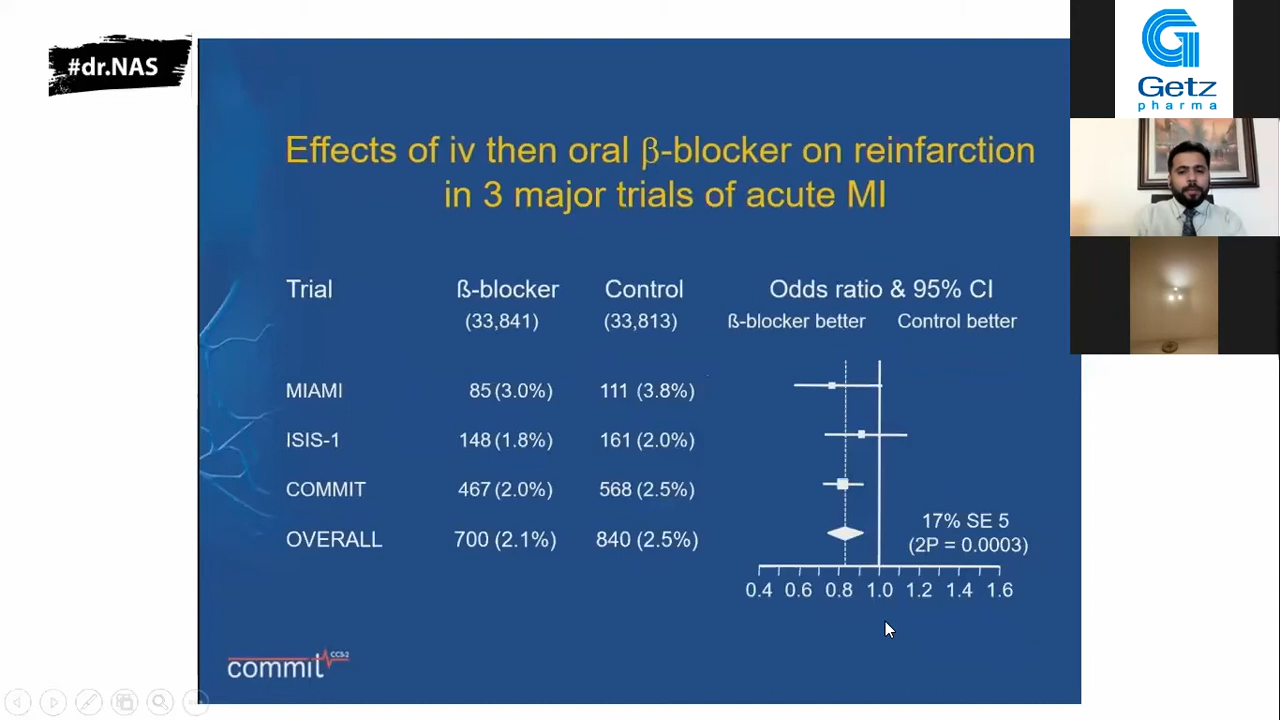 #dr.NAS
Getz
pharma
Effects of iv then oral β-blocker on reinfarction
in 3 major trials of acute MI
Trial ß-blocker Control Odds ratio & 95% CI
(33,841) (33,813) ß-blocker better Control better
MIAMI 85 (3.0%) 111 (3.8%)
ISIS-1 148 (1.8%) 161 (2.0%)
COMMIT 467 (2.0%) 568 (2.5%)
17% SE 5
OVERALL 700 (2.1%) 840 (2.5%)
(2P = 0.0003)
0.4 0.6 0.8 1.0 1.2 1.4 1.6
commit CCS-2